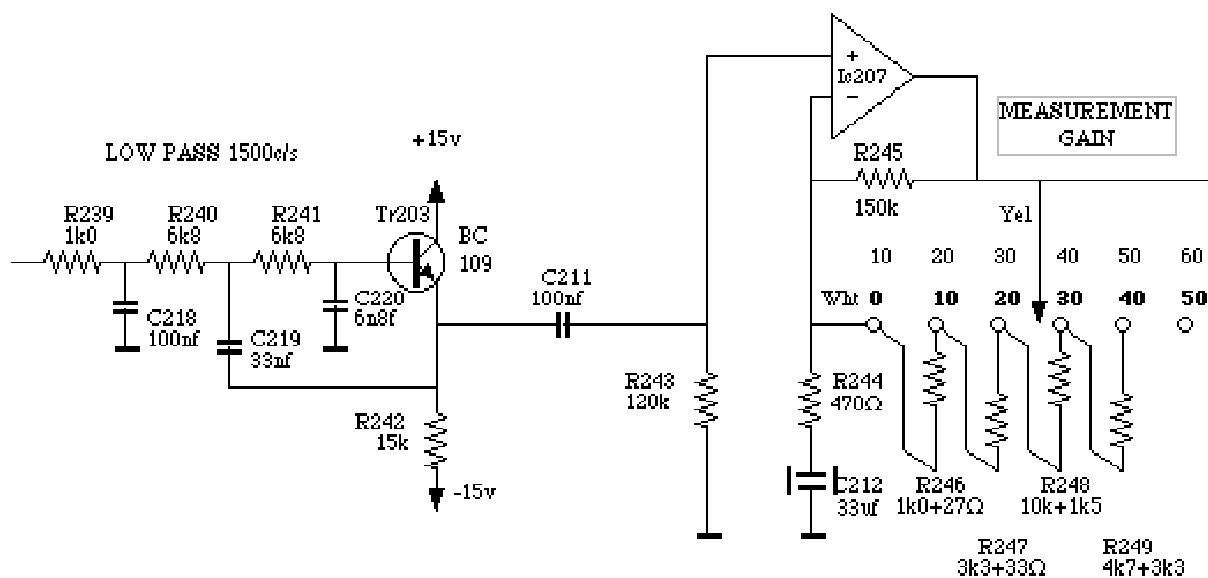 LOW PASS 1500c/s
+15v
+
Ic207
−
MEASUREMENT
GAIN
R245
150k
R239
1k0
R240
6k8
R241
6k8
Tr203
BC
109
Yel
10 20 30 40 50 60
C211
100nf
Wht 0 10 20 30 40 50
C218
100nf
C219
33nf
C220
6n8f
R243
120k
R244
470Ω
R242
15k
-15v
C212
33uf
R246
1k0+27Ω
R248
10k+1k5
R247
3k3+33Ω
R249
4k7+3k3